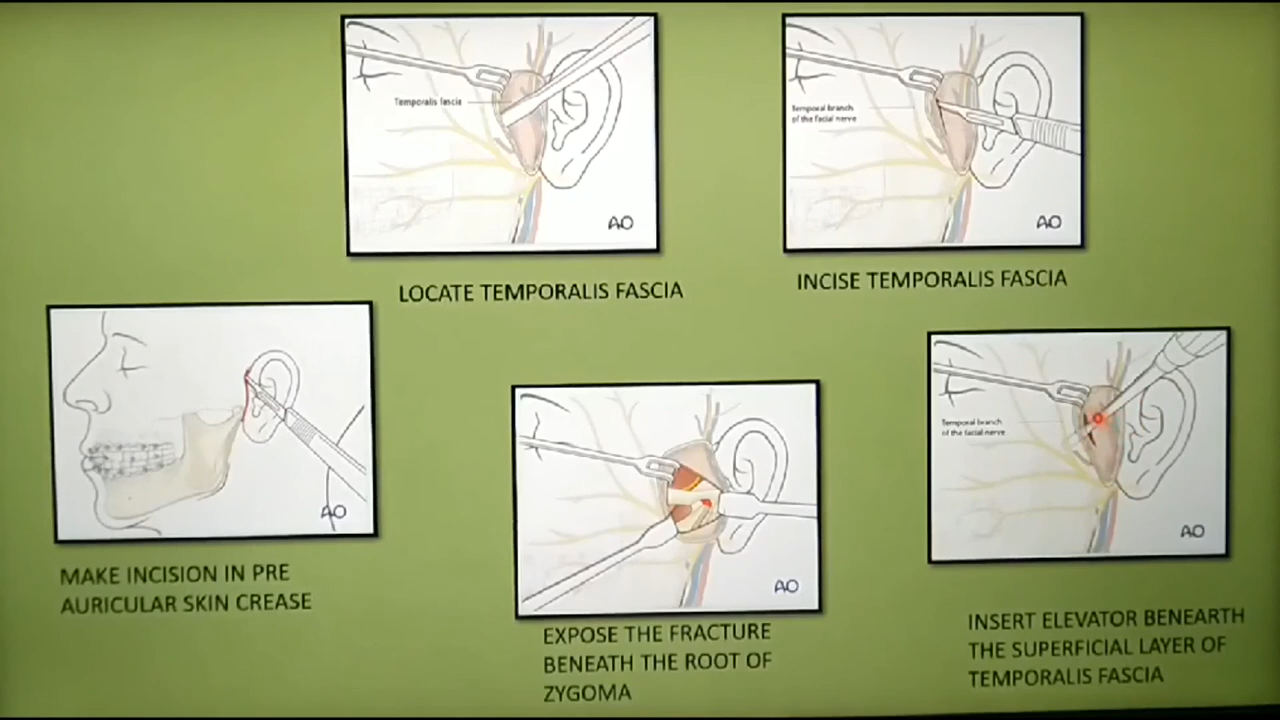 Temporalis fascia
AO
LOCATE TEMPORALIS FASCIA
Temporal branch
of the facial nerve
AO
INCISE TEMPORALIS FASCIA
AO
MAKE INCISION IN PRE
AURICULAR SKIN CREASE
AO
EXPOSE THE FRACTURE
BENEATH THE ROOT OF
ZYGOMA
Temporal branch
of the facial nerve
AO
INSERT ELEVATOR BENEARTH
THE SUPERFICIAL LAYER OF
TEMPORALIS FASCIA